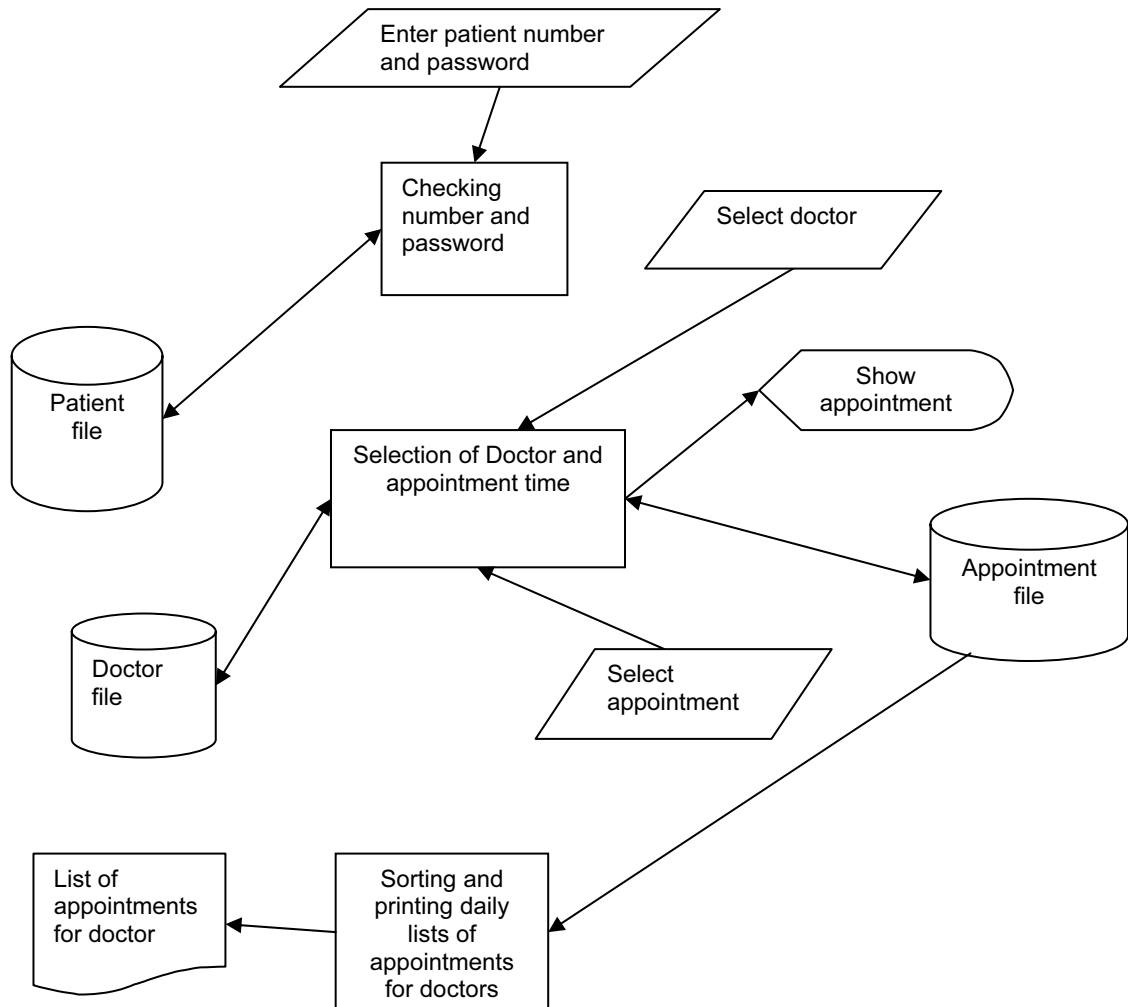 Enter patient number
and password
Checking
number and
password
Select doctor
Show
appointment
Patient
file
Selection of Doctor and
appointment time
Appointment
file
Doctor
file
Select
appointment
List of
appointments
for doctor
Sorting and
printing daily
lists of
appointments
for doctors